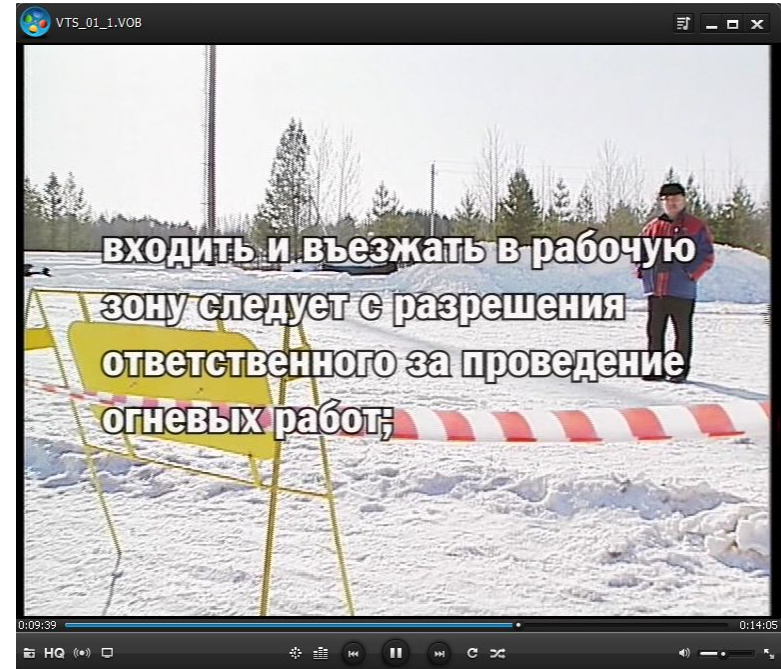 VTS_01_1.VOB
входить и въезжать в рабочую
зону следует с разрешения
ответственного за проведение
огневых работ;
0:09:39
0:14:05
HQ